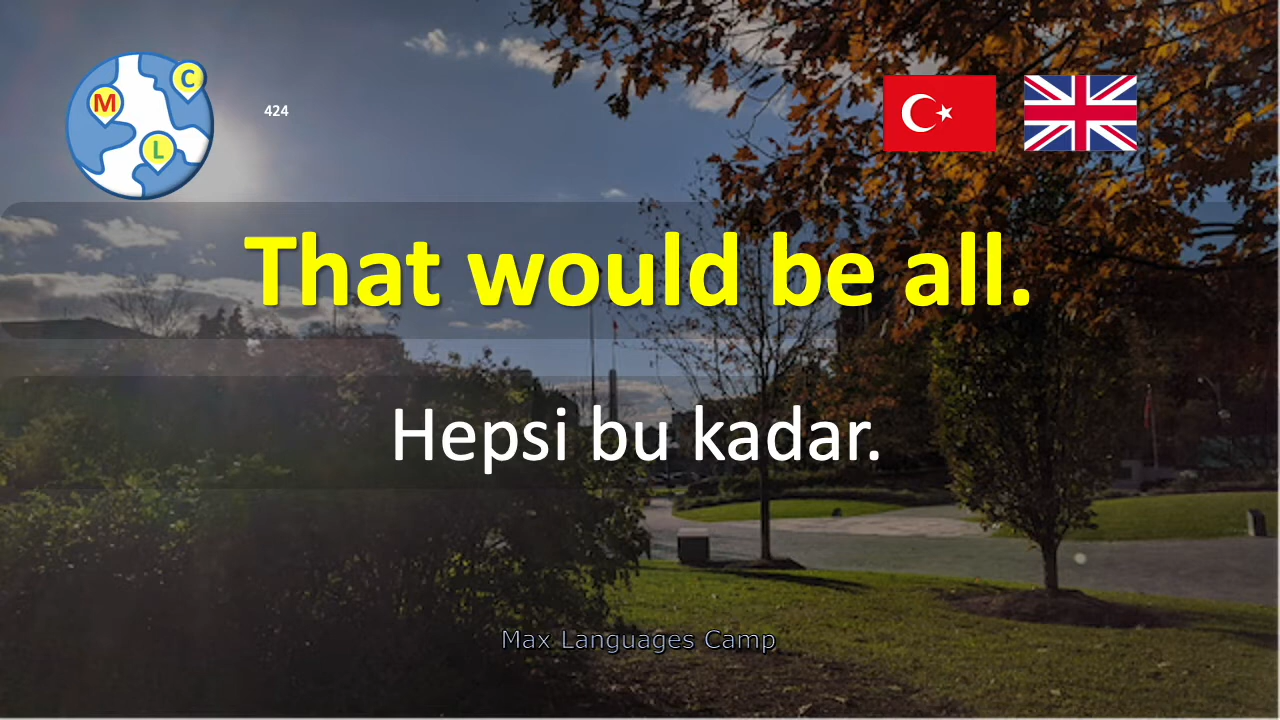 C
M
L
424
That would be all.
Hepsi bu kadar.
Max Languages Camp